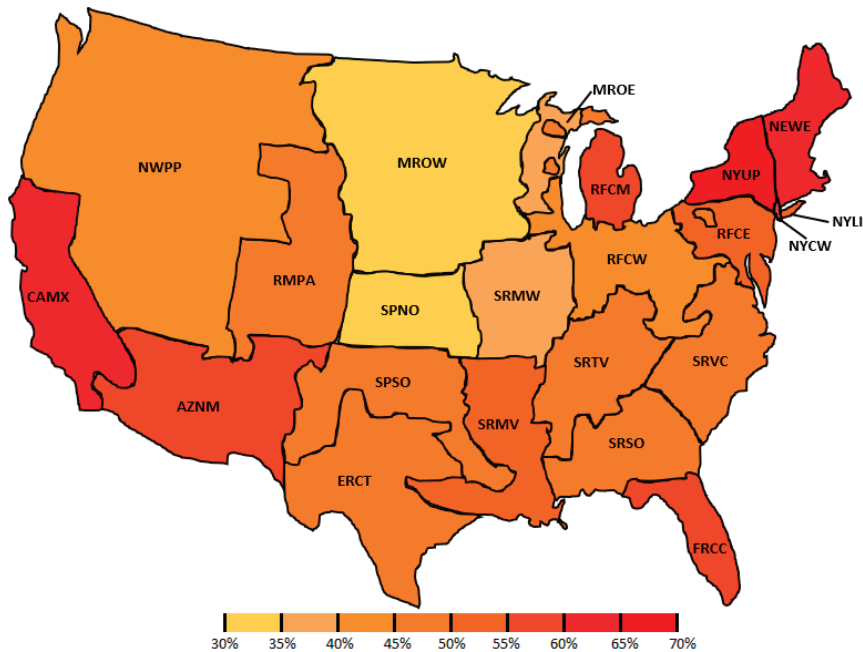 MROE
NEWE
NWPP
MROW
NYUP
RFCM
NYLI
RFCE
NYCW
RFCW
RMPA
CAMX
SRMW
SPNO
SRTV
SRVC
SPSO
AZNM
SRMV
SRSO
ERCT
FRCC
30% 35% 40% 45% 50% 55% 60% 65% 70%